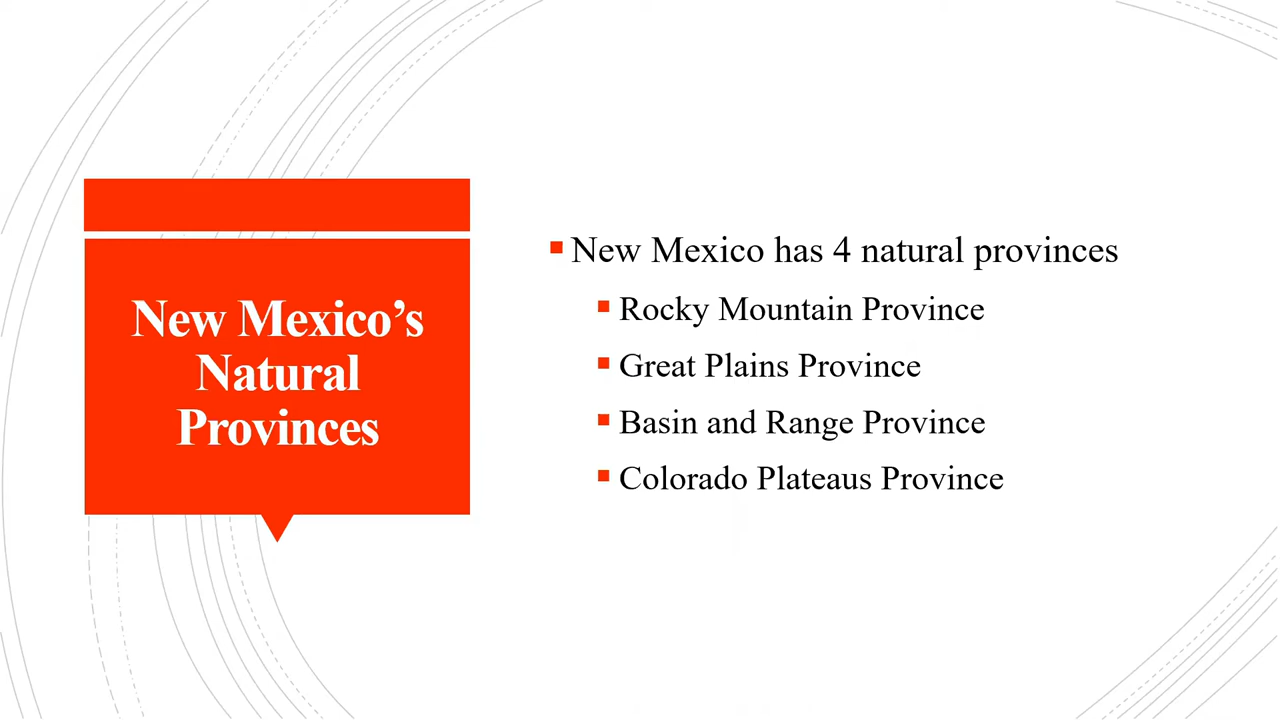 New Mexico’s
Natural
Provinces
New Mexico has 4 natural provinces
Rocky Mountain Province
Great Plains Province
Basin and Range Province
Colorado Plateaus Province